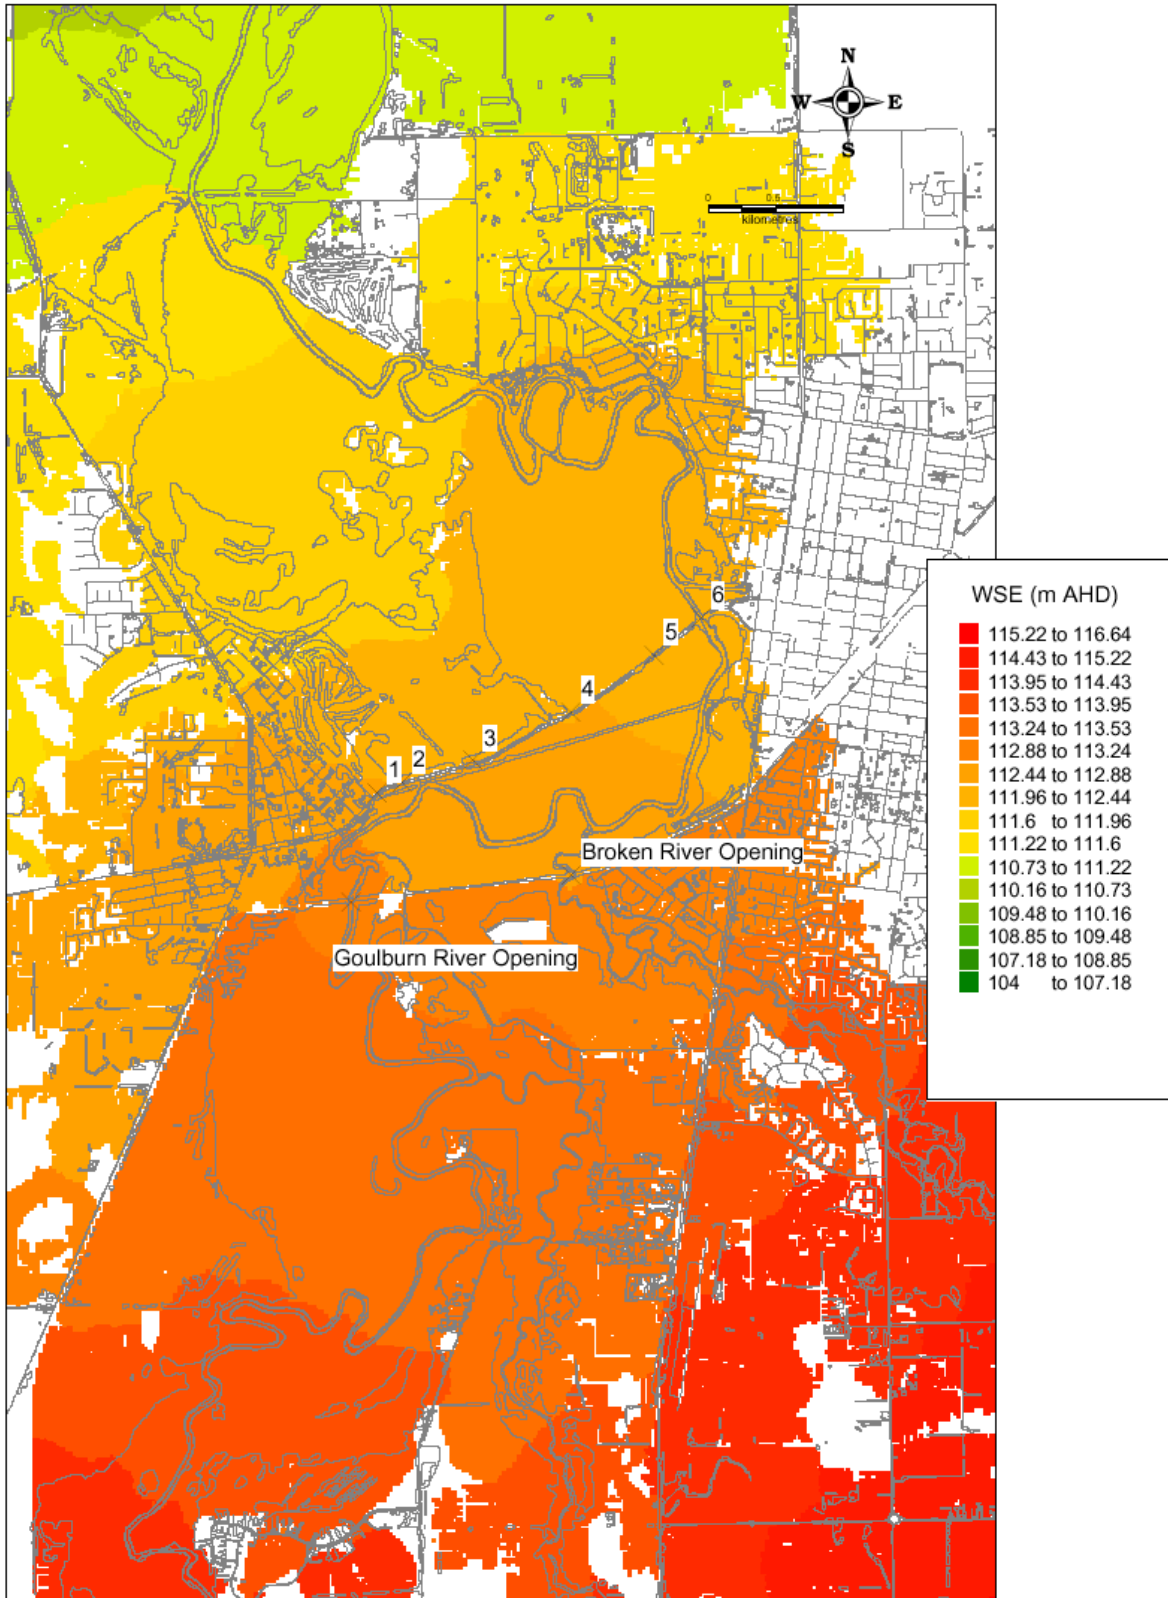 N
W E
S
0 0.5 1
kilometres
6
5
4
3
2
1
Broken River Opening
Goulburn River Opening
WSE (m AHD)
115.22 to 116.64
114.43 to 115.22
113.95 to 114.43
113.53 to 113.95
113.24 to 113.53
112.88 to 113.24
112.44 to 112.88
111.96 to 112.44
111.6 to 111.96
111.22 to 111.6
110.73 to 111.22
110.16 to 110.73
109.48 to 110.16
108.85 to 109.48
107.18 to 108.85
104 to 107.18